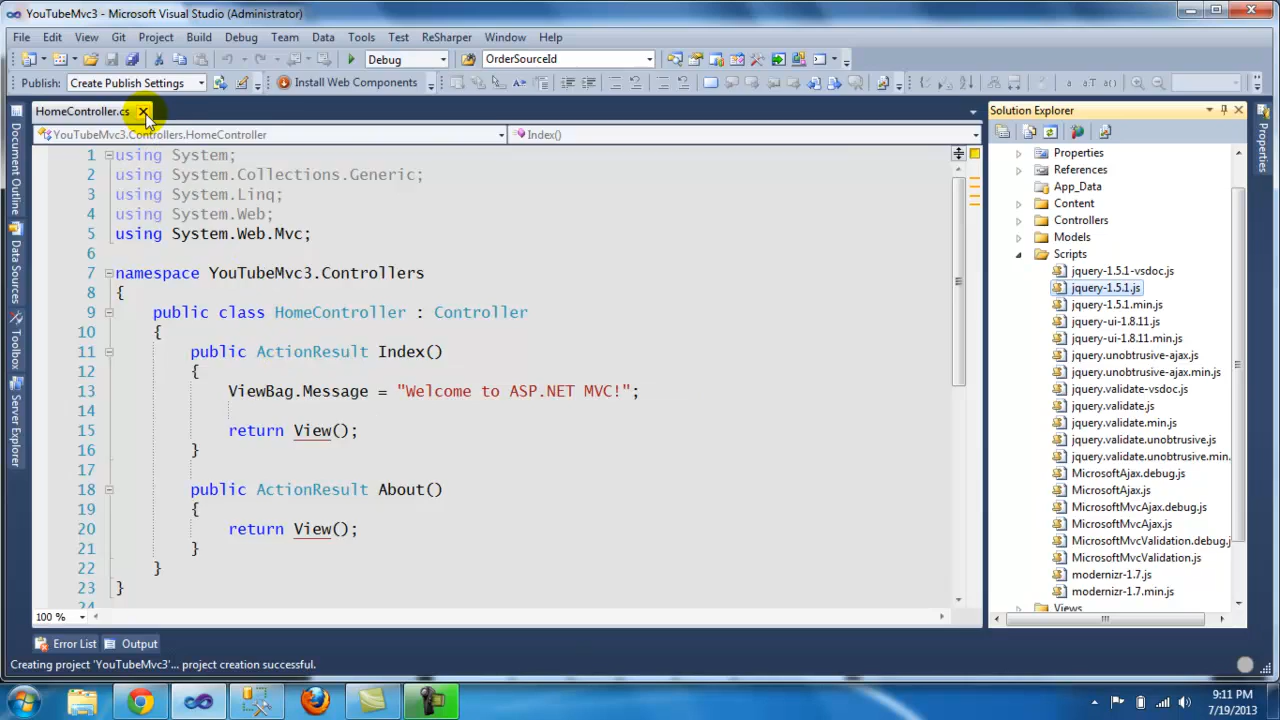 YouTubeMvc3 - Microsoft Visual Studio (Administrator)
File Edit View Git Project Build Debug Team Data Tools Test ReSharper Window Help
Debug OrderSourceId
Publish: Create Publish Settings Install Web Components
HomeController.cs
YouTubeMvc3.Controllers.HomeController Index()
1 using System;
2 using System.Collections.Generic;
3 using System.Linq;
4 using System.Web;
5 using System.Web.Mvc;
6
7 namespace YouTubeMvc3.Controllers
8 {
9 public class HomeController : Controller
10 {
11 public ActionResult Index()
12 {
13 ViewBag.Message = "Welcome to ASP.NET MVC!";
14
15 return View();
16 }
17
18 public ActionResult About()
19 {
20 return View();
21 }
22 }
23 }
24
100 %
Error List Output
Creating project 'YouTubeMvc3'... project creation successful.
Document Outline
Data Sources
Toolbox
Server Explorer
Solution Explorer
Properties
References
App_Data
Content
Controllers
Models
Scripts
jquery-1.5.1-vsdoc.js
jquery-1.5.1.js
jquery-1.5.1.min.js
jquery-ui-1.8.11.js
jquery-ui-1.8.11.min.js
jquery.unobtrusive-ajax.js
jquery.unobtrusive-ajax.min.js
jquery.validate-vsdoc.js
jquery.validate.js
jquery.validate.min.js
jquery.validate.unobtrusive.js
jquery.validate.unobtrusive.min.
MicrosoftAjax.debug.js
MicrosoftAjax.js
MicrosoftMvcAjax.debug.js
MicrosoftMvcAjax.js
MicrosoftMvcValidation.debug.j
MicrosoftMvcValidation.js
modernizr-1.7.js
modernizr-1.7.min.js
Views
Properties
9:11 PM
7/19/2013